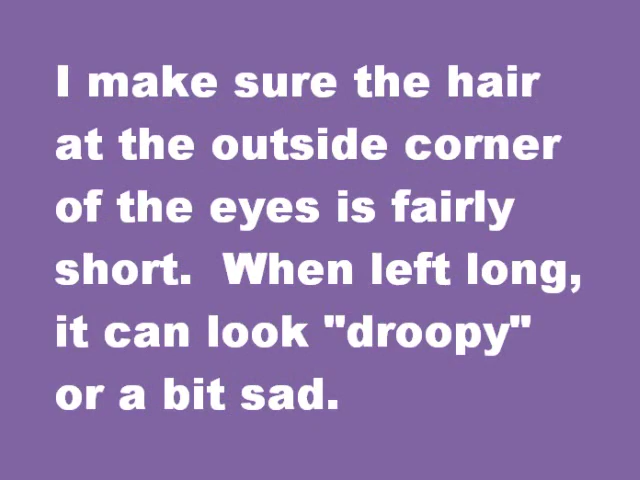 I make sure the hair
at the outside corner
of the eyes is fairly
short.  When left long,
it can look "droopy"
or a bit sad.